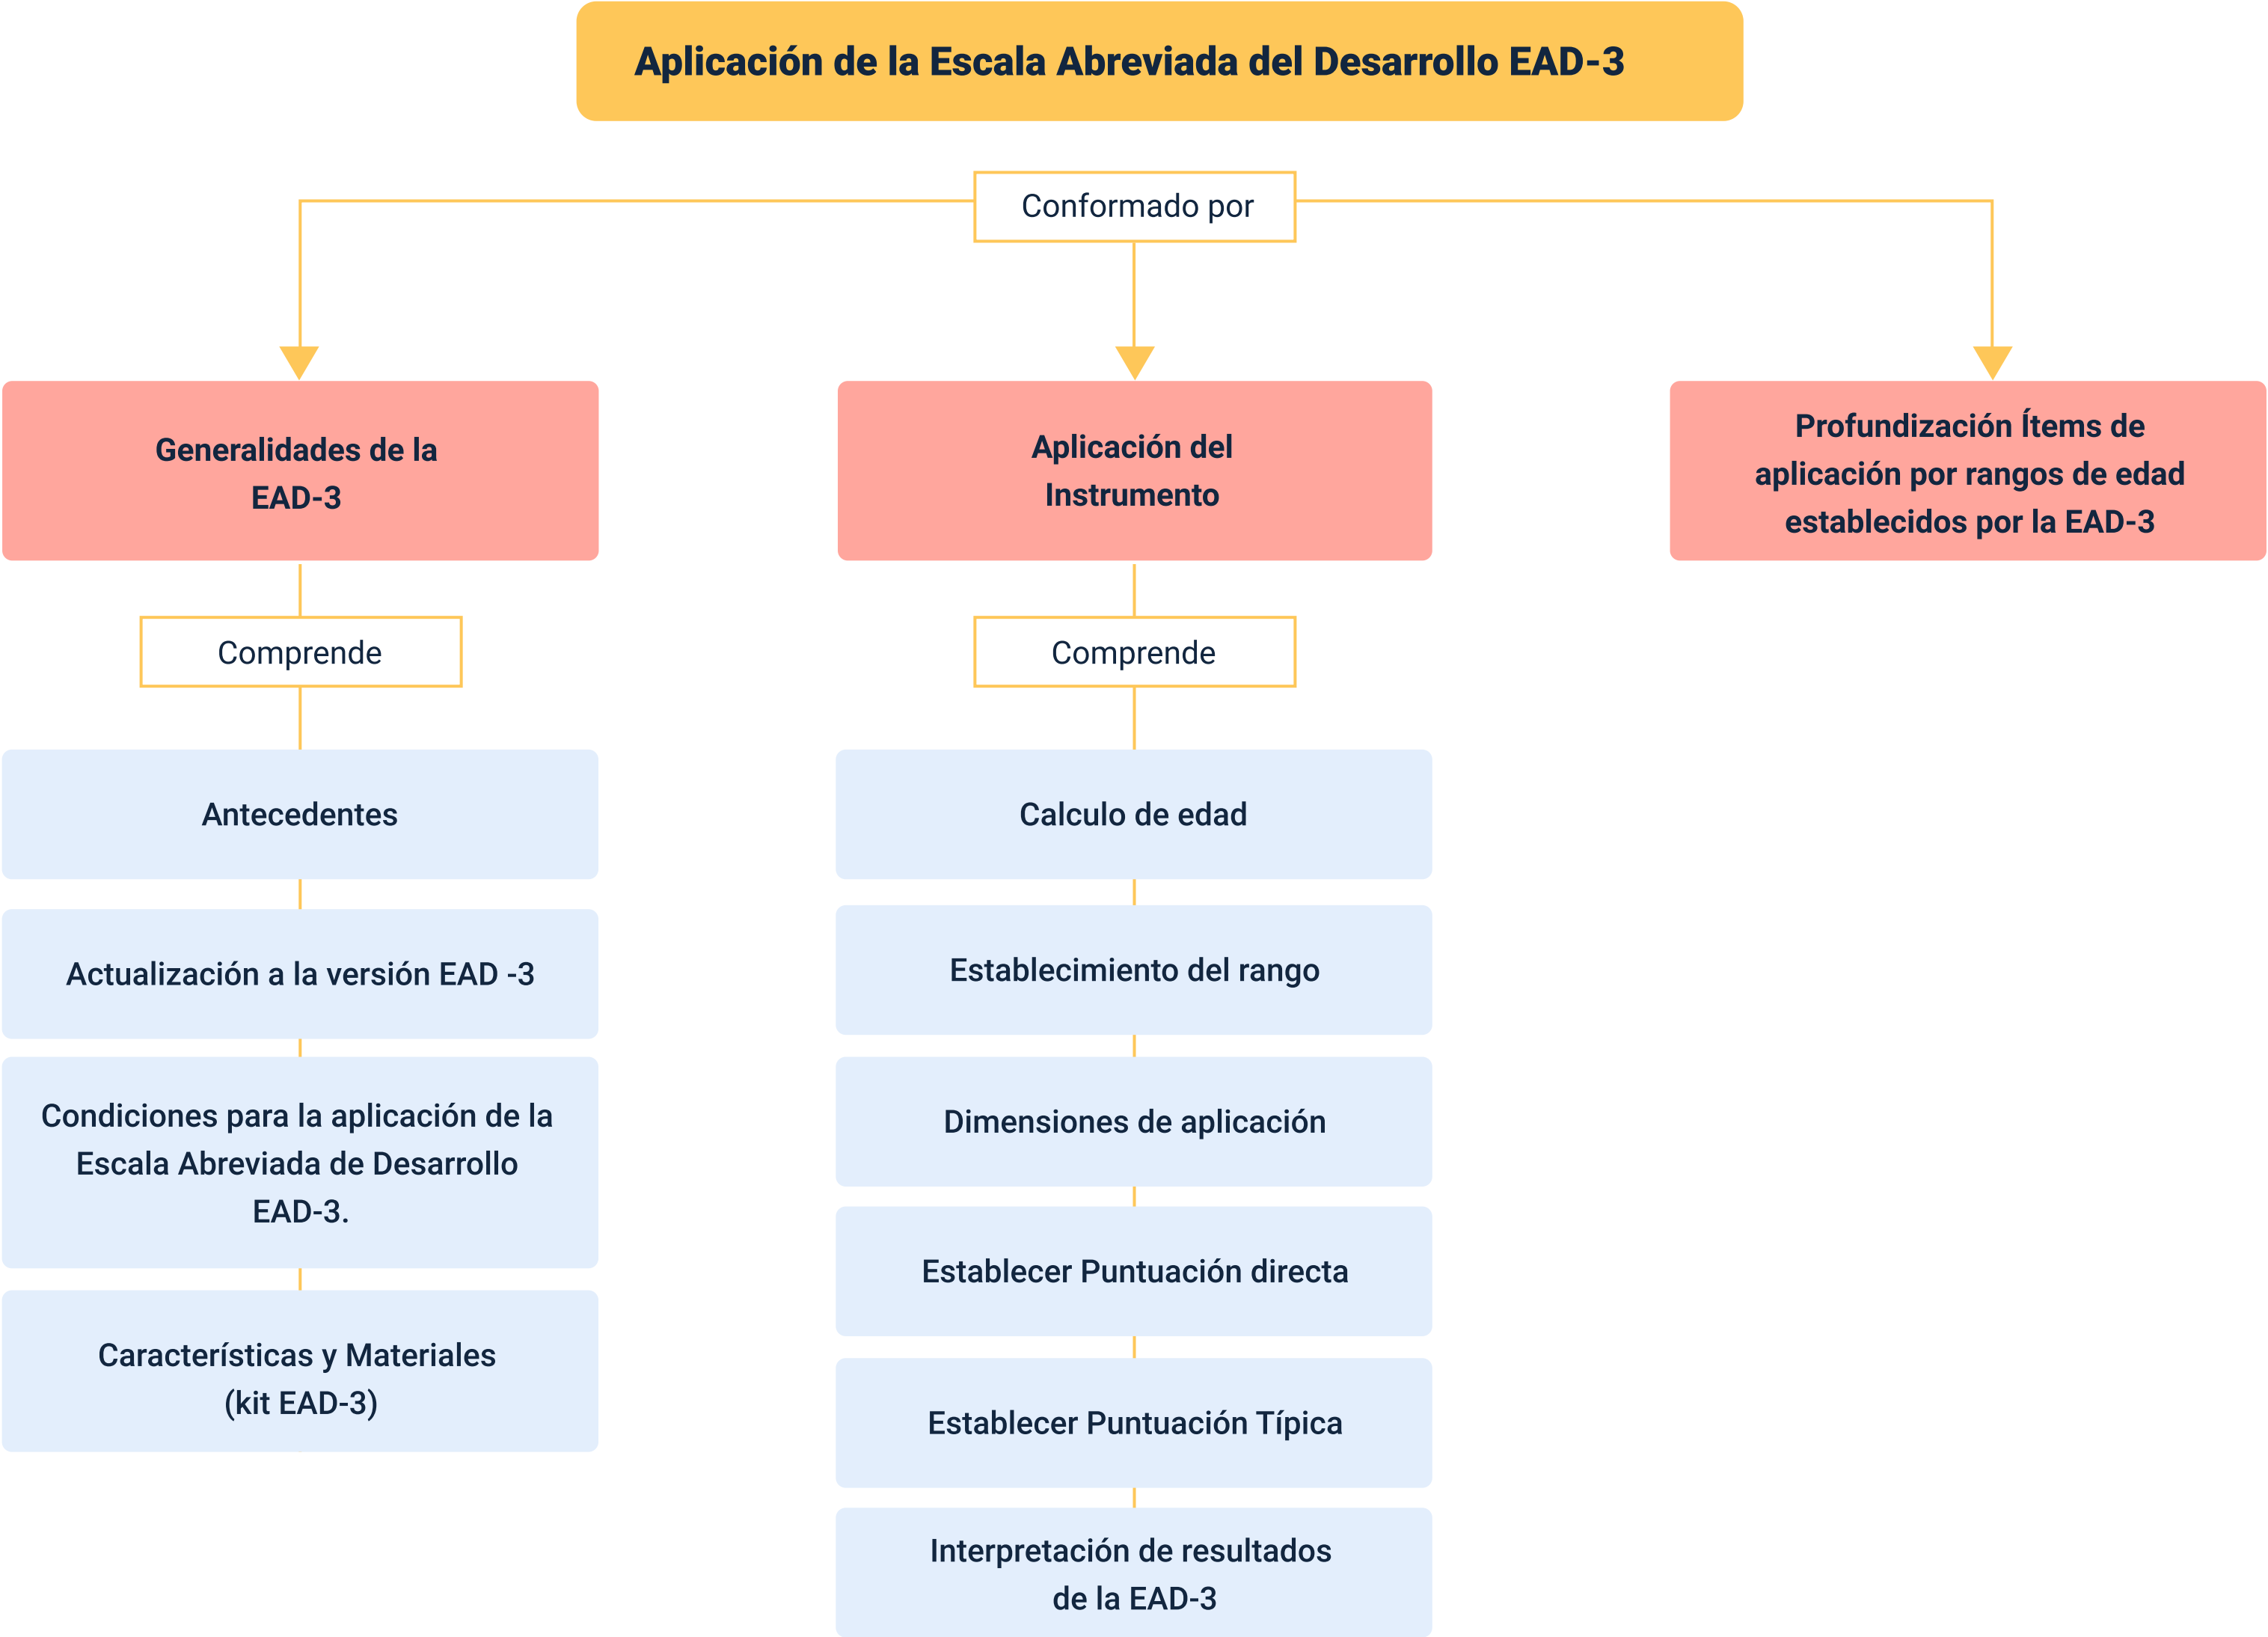 Aplicación de la Escala Abreviada del Desarrollo EAD-3
Conformado por
Generalidades de la
EAD-3
Aplicación del
Instrumento
Profundización Ítems de
aplicación por rangos de edad
establecidos por la EAD-3
Comprende
Comprende
Antecedentes
Actualización a la versión EAD -3
Condiciones para la aplicación de la
Escala Abreviada de Desarrollo
EAD-3.
Características y Materiales
(kit EAD-3)
Calculo de edad
Establecimiento del rango
Dimensiones de aplicación
Establecer Puntuación directa
Establecer Puntuación Típica
Interpretación de resultados
de la EAD-3